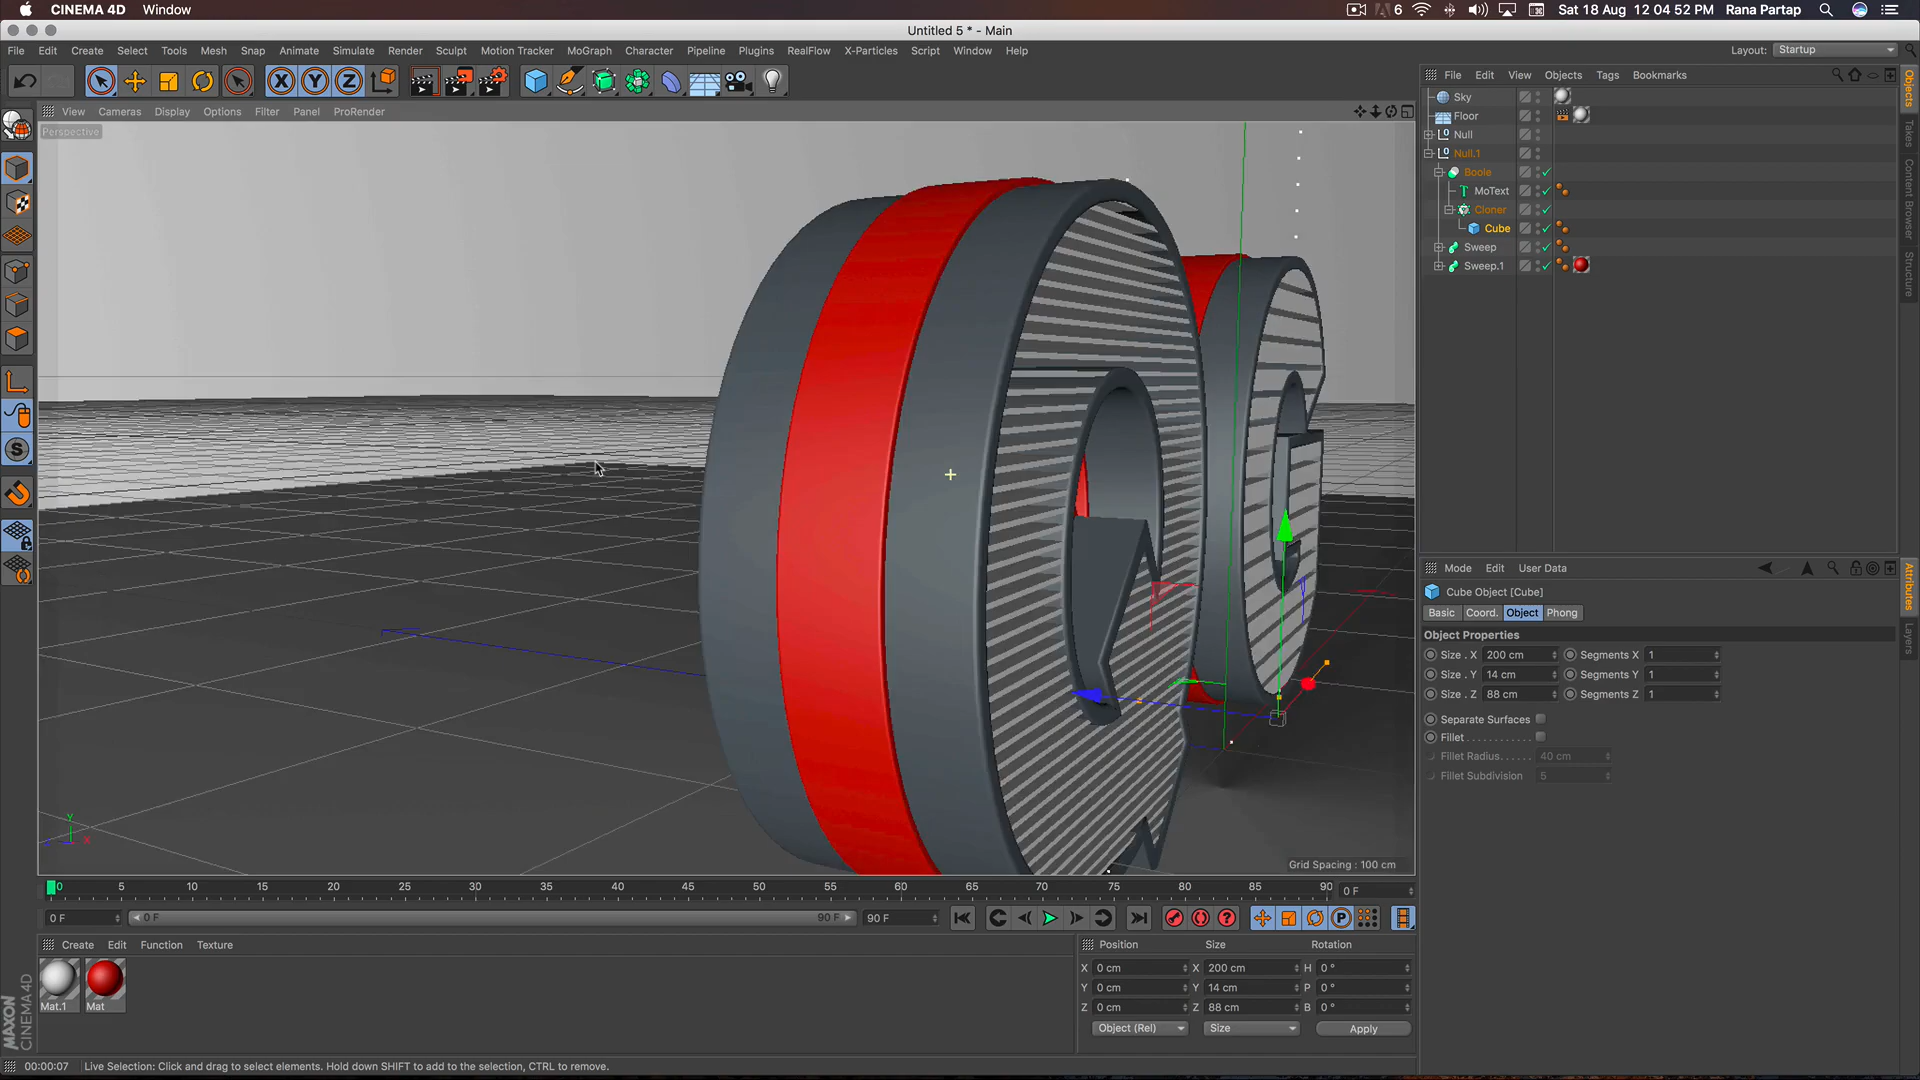 CINEMA 4D Window
6 Sat 18 Aug 12 04 52 PM Rana Partap
Untitled 5 * - Main
File Edit Create Select Tools Mesh Snap Animate Simulate Render Sculpt Motion Tracker MoGraph Character Pipeline Plugins RealFlow X-Particles Script Window Help
Layout: Startup
X Y Z
View Cameras Display Options Filter Panel ProRender
Perspective
File Edit View Objects Tags Bookmarks
Sky
Floor
Null
Null.1
Boole
MoText
Cloner
Cube
Sweep
Sweep.1
Objects
Takes
Content Browser
Structure
Mode Edit User Data
Cube Object [Cube]
Basic Coord. Object Phong
Object Properties
Size . X 200 cm Segments X 1
Size . Y 14 cm Segments Y 1
Size . Z 88 cm Segments Z 1
Separate Surfaces
Fillet
Fillet Radius 40 cm
Fillet Subdivision 5
Attributes
Layers
Y
X
Grid Spacing : 100 cm
0 5 10 15 20 25 30 35 40 45 50 55 60 65 70 75 80 85 90 0 F
0 F 0 F 90 F 90 F
Create Edit Function Texture
Mat.1 Mat
Position Size Rotation
X 0 cm X 200 cm H 0 °
Y 0 cm Y 14 cm P 0 °
Z 0 cm Z 88 cm B 0 °
Object (Rel) Size Apply
MAXON CINEMA 4D
00:00:07 Live Selection: Click and drag to select elements. Hold down SHIFT to add to the selection, CTRL to remove.